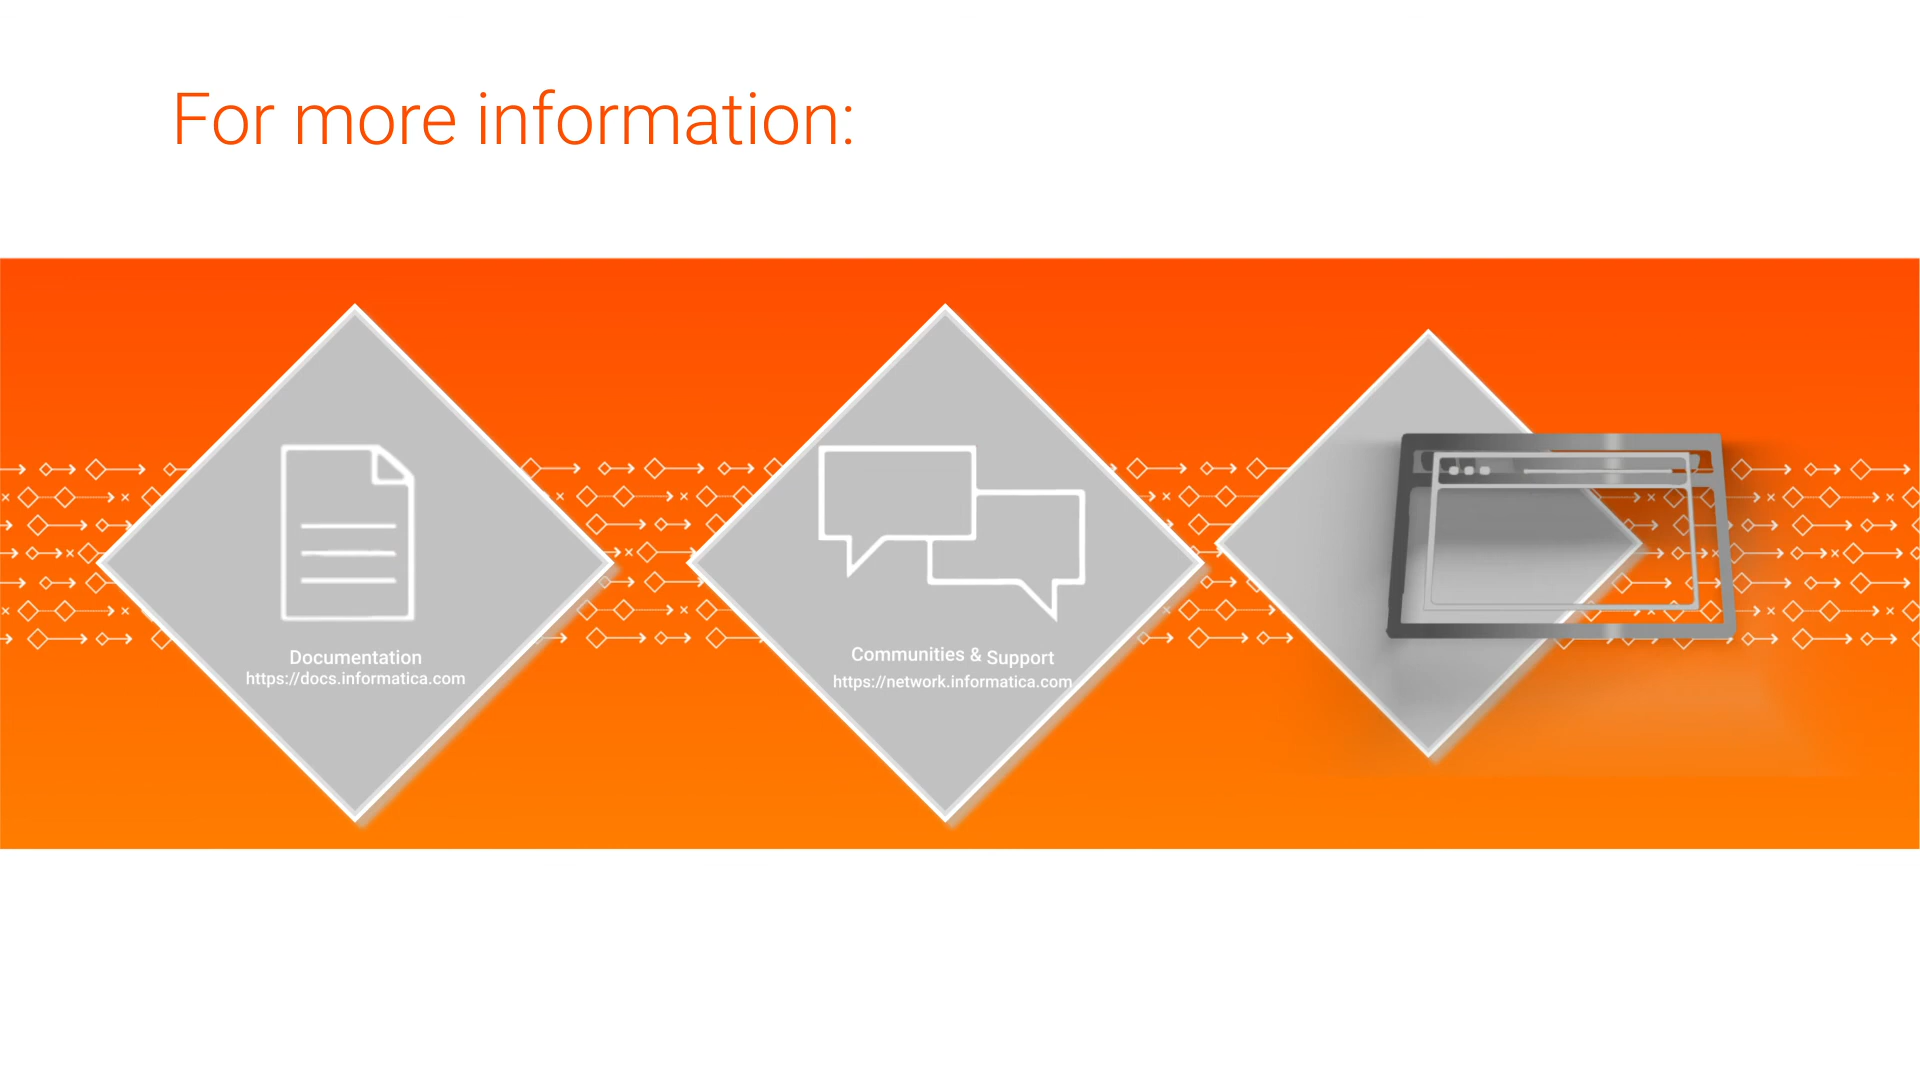 For more information:
Documentation
https://docs.informatica.com
Communities & Support
https://network.informatica.com